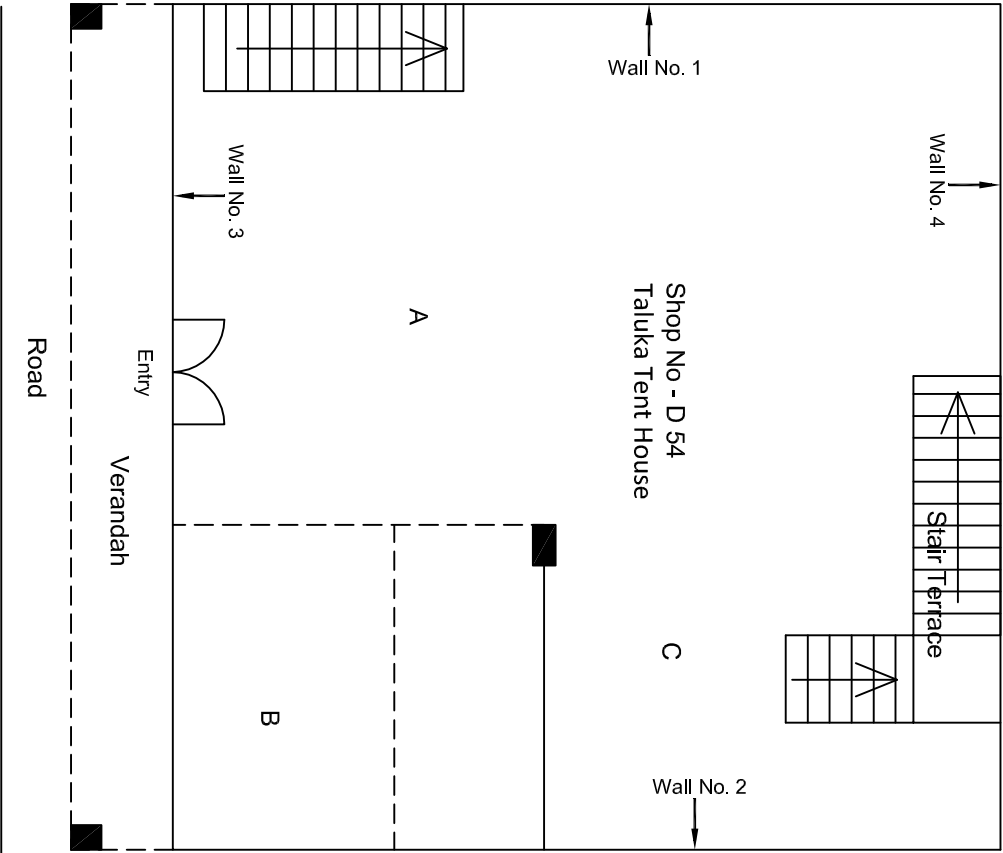 Wall No. 1
Wall No. 4
Wall No. 3
Shop No - D 54
Taluka Tent House
A
Road
Entry
Verandah
Stair Terrace
C
B
Wall No. 2